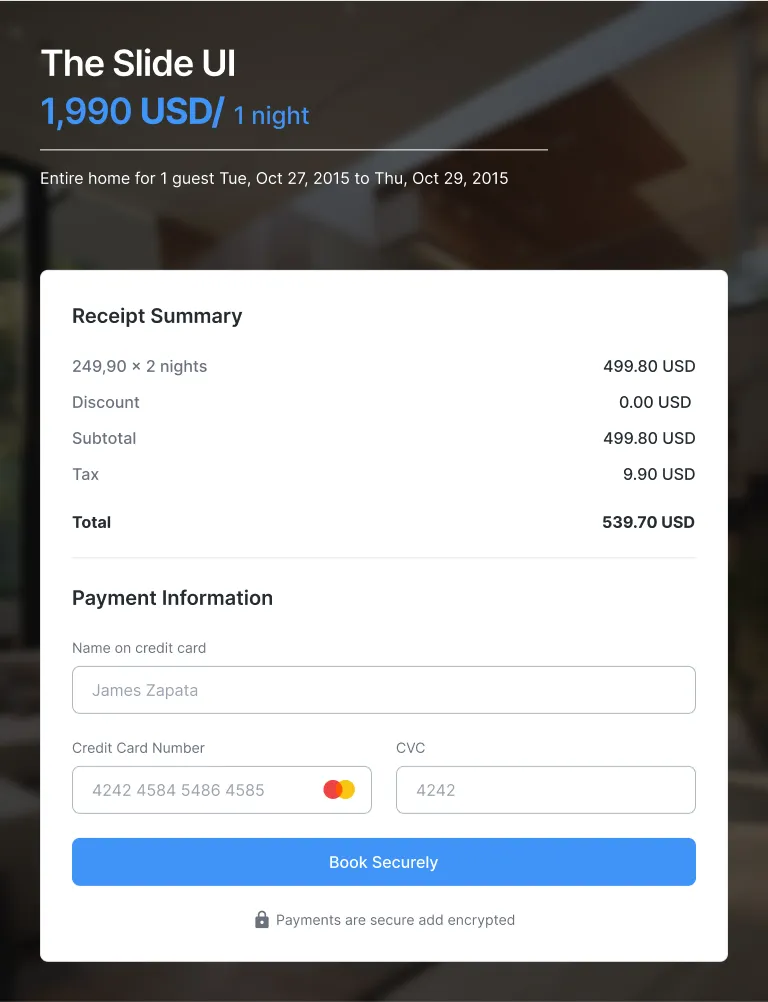 The Slide UI
1,990 USD/ 1 night
Entire home for 1 guest Tue, Oct 27, 2015 to Thu, Oct 29, 2015
Receipt Summary
249,90 × 2 nights 499.80 USD
Discount 0.00 USD
Subtotal 499.80 USD
Tax 9.90 USD
Total 539.70 USD
Payment Information
Name on credit card
James Zapata
Credit Card Number CVC
4242 4584 5486 4585 4242
Book Securely
Payments are secure add encrypted